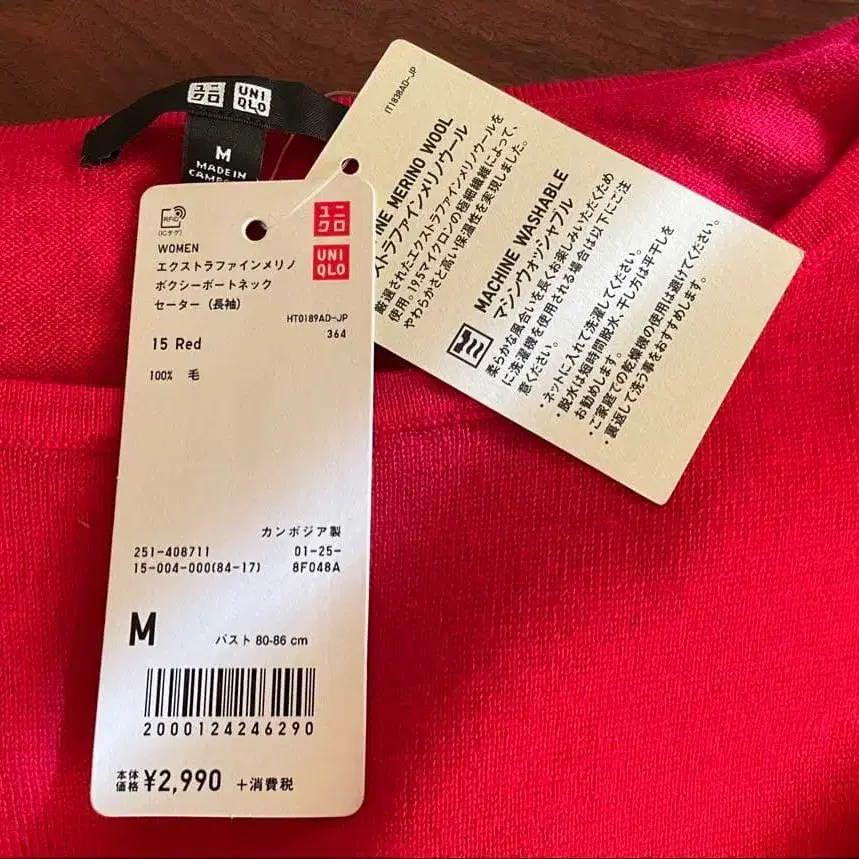 ユニ
クロ
UNI
QLO
M
MADE IN
RFID
(ICタグ)
ユニ
クロ
UNI
QLO
WOMEN
エクストラファインメリノ
ボクシーボートネック
セーター(長袖)
HT0189AD-JP
364
15 Red
100% 毛
カンボジア製
251-408711 01-25-
15-004-000(84-17) 8F048A
M バスト 80-86 cm
2000124246290
本体
価格 ¥2,990 +消費税
IT1838AD-JP
MERINO WOOL
ストラファインメリノウール
厳選されたエクストラファインメリノウールを
使用。19.5マイクロンの極細繊維によって、
やわらかさと高い保温性を実現しました。
MACHINE WASHABLE
マシンウォッシャブル
柔らかな風合いを長くお楽しみいただくため
に洗濯機を使用される場合は以下にご注
意ください。
・ネットに入れて洗濯してください。
・脱水は短時間脱水、干し方は平干しを
お勧めします。
・ご家庭での乾燥機の使用は避けてください。
・裏返して洗う事をおすすめします。